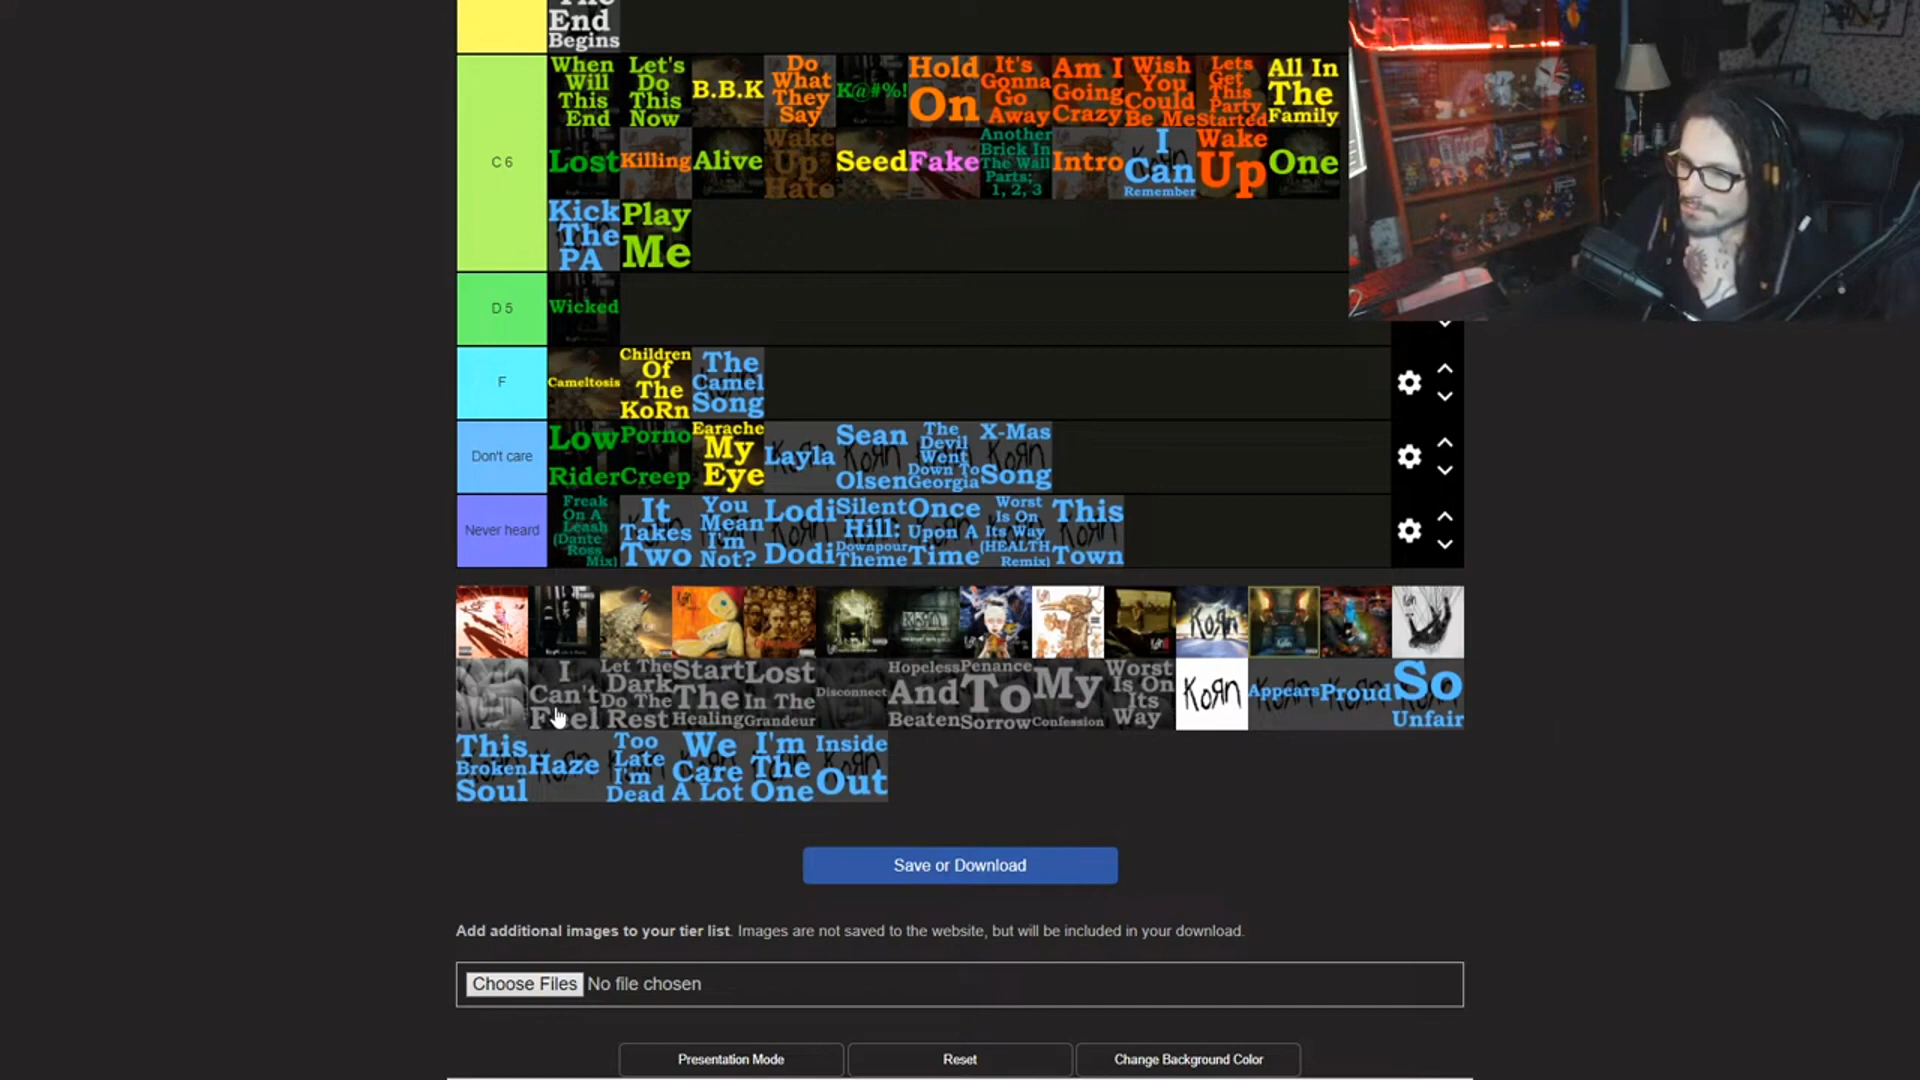 The
End
Begins
C 6
When Will This End
Let's Do This Now
B.B.K
Do What They Say
K@#%!
Hold On
It's Gonna Go Away
Am I Going Crazy
Wish You Could Be Me
Lets Get This Party Started
All In The Family
Lost
Killing
Alive
Wake Up Hate
Seed
Fake
Another Brick In The Wall Parts; 1, 2, 3
Intro
I Can Remember
Wake Up
One
Kick The PA
Play Me
D 5
Wicked
F
Cameltosis
Children Of The KoRn
The Camel Song
Don't care
Low Rider
Porno Creep
Earache My Eye
Layla
Sean Olsen
The Devil Went Down To Georgia
X-Mas Song
Never heard
Freak On A Leash (Dante Ross Mix)
It Takes Two
You Mean I'm Not?
Lodi Dodi
Silent Hill: Downpour Theme
Once Upon A Time
Worst Is On Its Way (HEALTH Remix)
This Town
I Can't Feel
Let The Dark Do The Rest
Start The Healing
Lost In The Grandeur
Disconnect
Hopeless And Beaten
Penance To Sorrow
My Confession
Worst Is On Its Way
KoЯn
Appears
Proud
So Unfair
This Broken Soul
Haze
Too Late I'm Dead
We Care A Lot
I'm The One
Inside Out
Save or Download
Add additional images to your tier list. Images are not saved to the website, but will be included in your download.
Choose Files No file chosen
Presentation Mode
Reset
Change Background Color